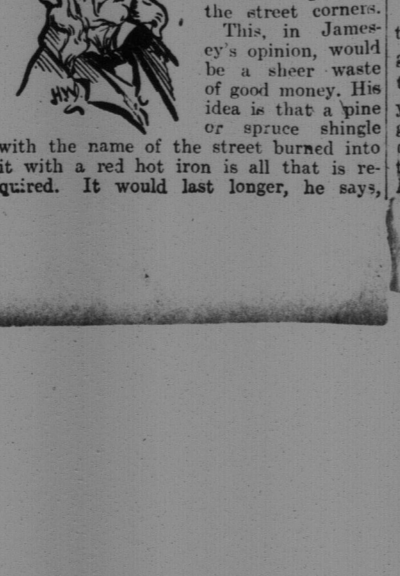 the street corners.
This, in James-
ey's opinion, would
be a sheer waste
of good money. His
idea is that a pine
or spruce shingle
with the name of the street burned into
it with a red hot iron is all that is re-
quired. It would last longer, he says,
HW